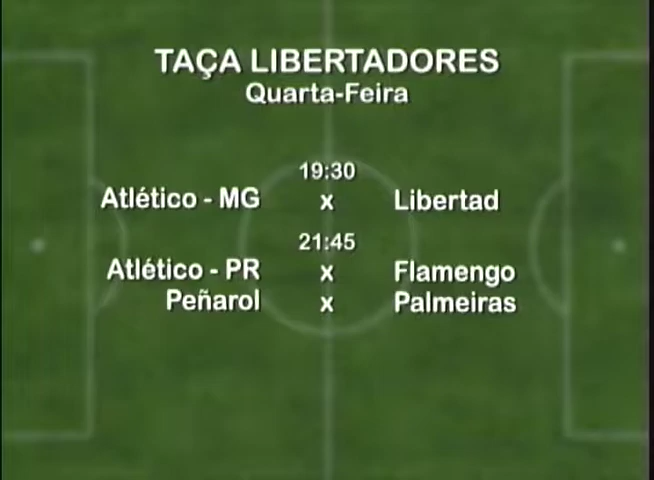 TAÇA LIBERTADORES
Quarta-Feira
19:30
Atlético - MG x Libertad
21:45
Atlético - PR x Flamengo
Peñarol x Palmeiras